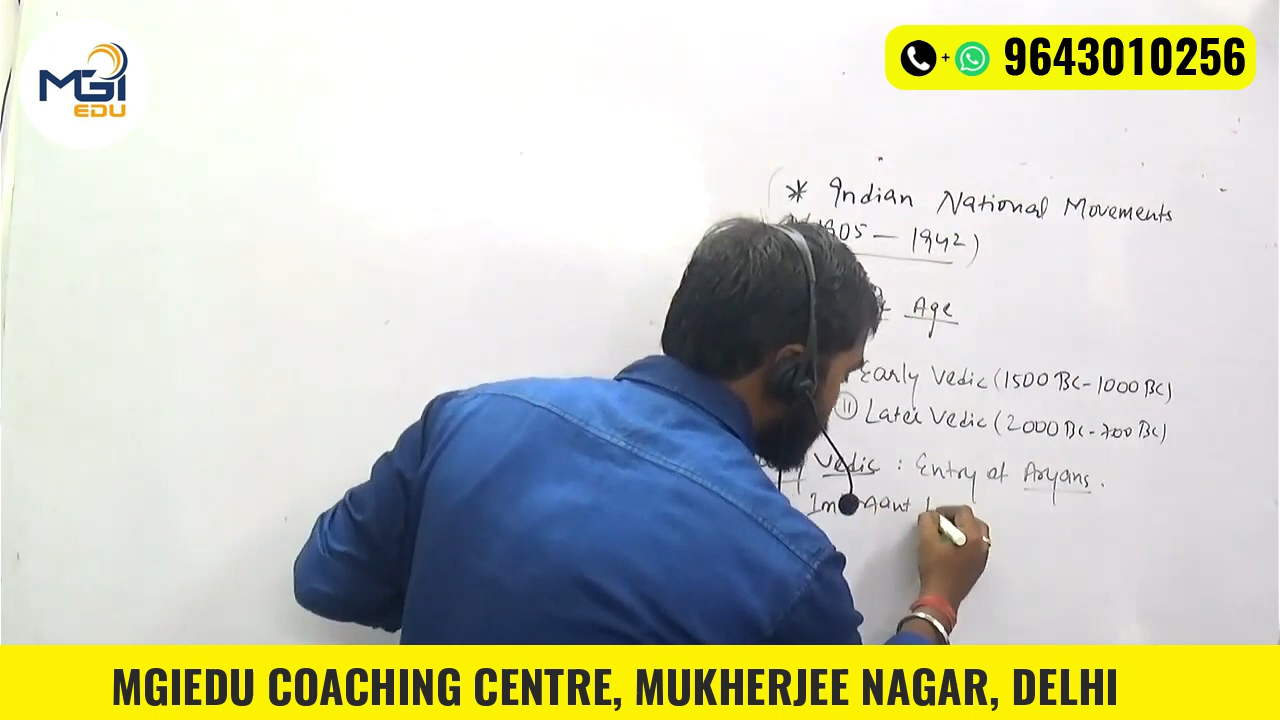 MGI
EDU
+ 9643010256
* Indian National Movements
1905 - 1942)
Age
Early Vedic (1500 BC - 1000 BC)
(II) Later Vedic (2000 BC - 700 BC)
Vedic : Entry of Aryans.
MGIEDU COACHING CENTRE, MUKHERJEE NAGAR, DELHI